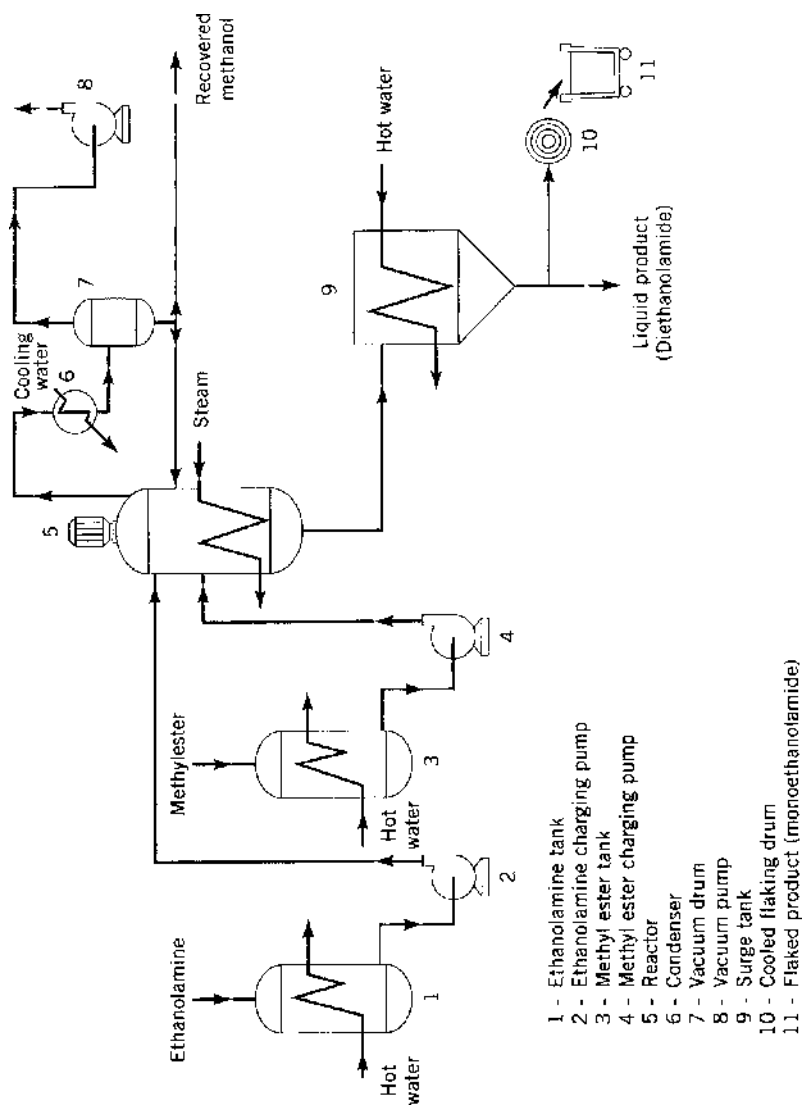 8
Recovered
methanol
7
Cooling
water
6
5
Steam
Hot water
9
10
11
Liquid product
(Diethanolamide)
Methylester
3
4
Hot
water
Ethanolamine
1
2
Hot
water
1 - Ethanolamine tank
2 - Ethanolamine charging pump
3 - Methyl ester tank
4 - Methyl ester charging pump
5 - Reactor
6 - Condenser
7 - Vacuum drum
8 - Vacuum pump
9 - Surge tank
10 - Cooled flaking drum
11 - Flaked product (monoethanolamide)